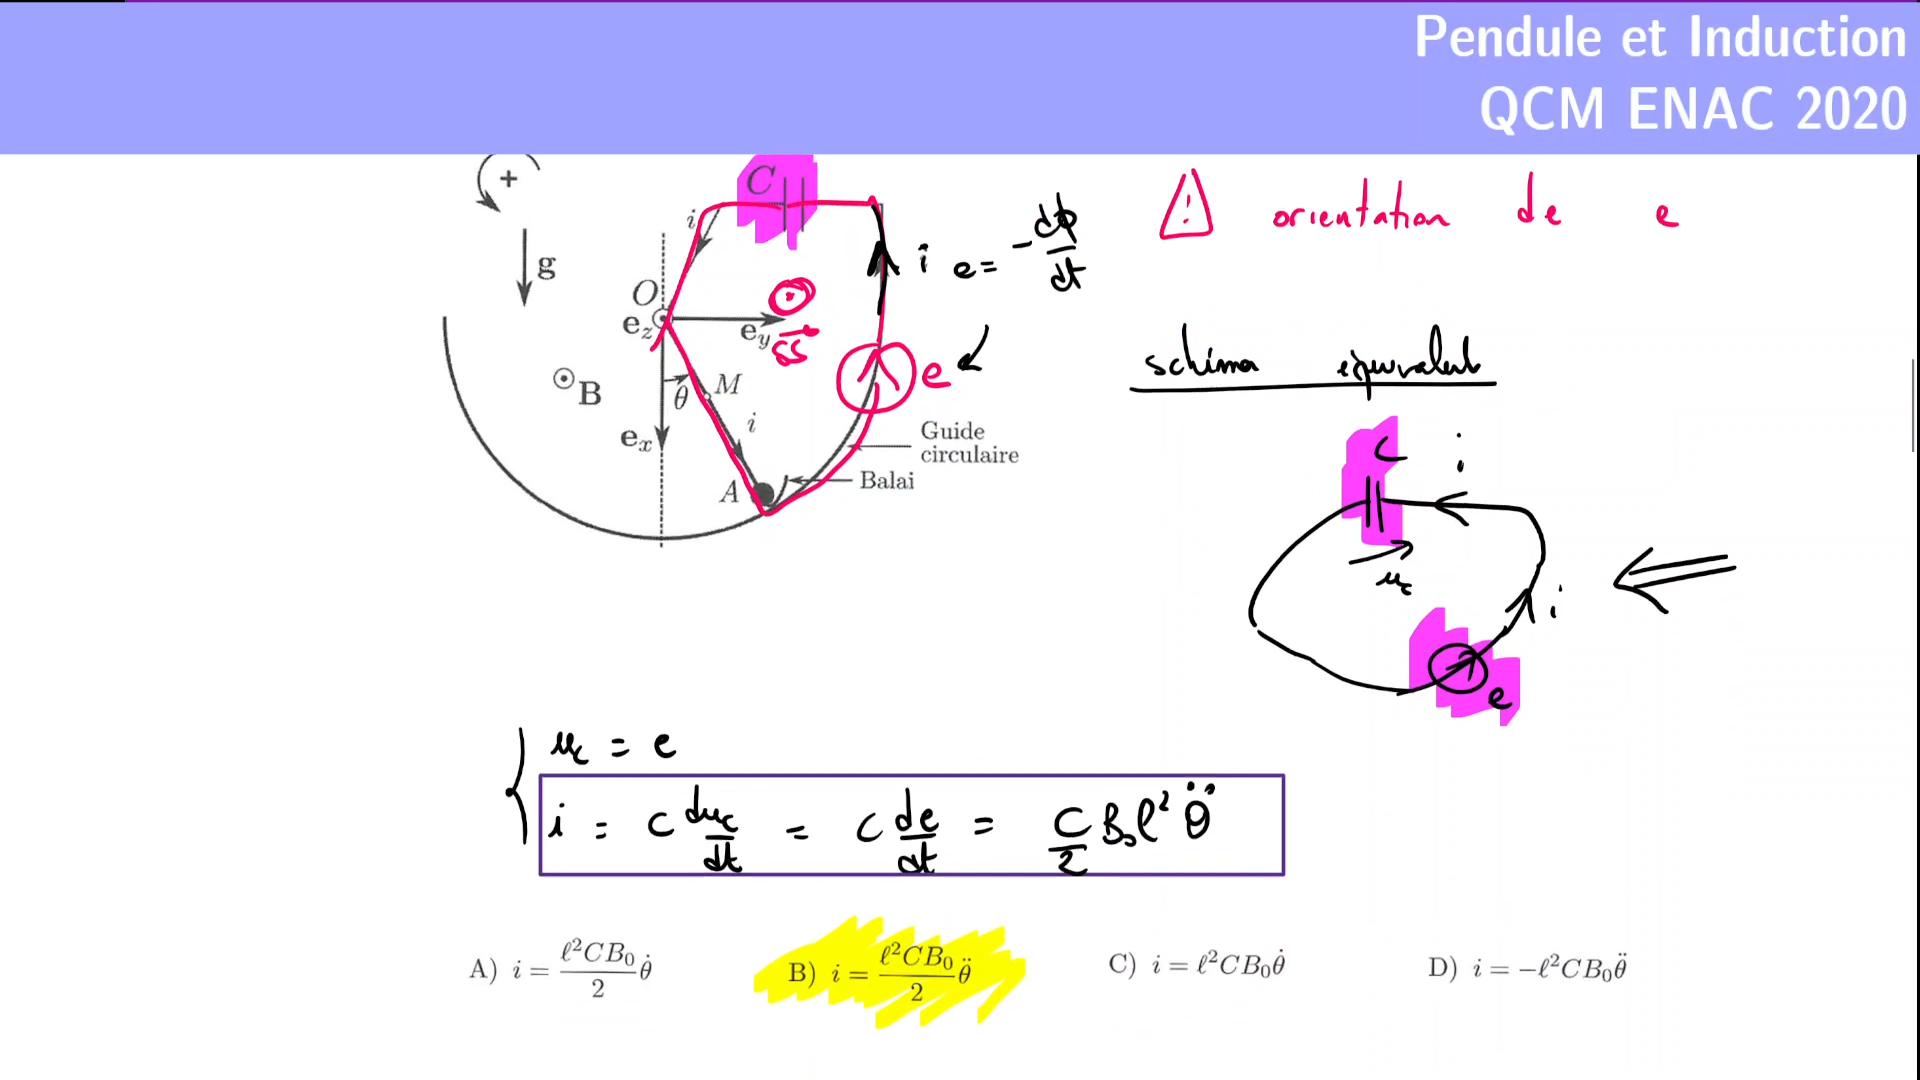 Pendule et Induction
QCM ENAC 2020
+
C
i
g
O
e_z
e_y
dS
B
θ
M
e_x
i
A
e
Guide
circulaire
Balai
i
e = -dϕ/dt
⚠ orientation de e
schéma équivalent
C
i
u_c
i
e
u_c = e
i = C du_c/dt = C de/dt = C/2 B₀ℓ² θ̈
A) i = ℓ²CB₀/2 θ̇
B) i = ℓ²CB₀/2 θ̈
C) i = ℓ²CB₀θ̇
D) i = −ℓ²CB₀θ̈